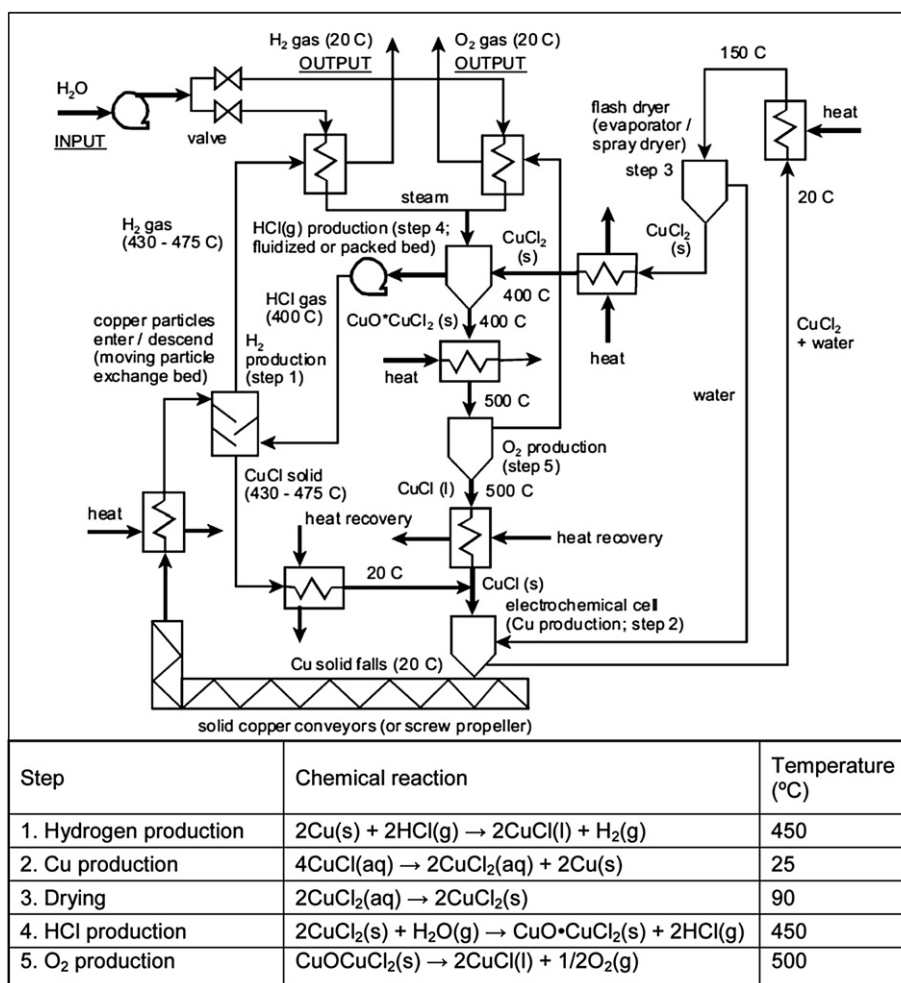 H₂ gas (20 C)
OUTPUT
O₂ gas (20 C)
OUTPUT
150 C
H₂O
INPUT
valve
flash dryer
(evaporator /
spray dryer)
step 3
heat
20 C
steam
H₂ gas
(430 - 475 C)
HCl(g) production (step 4;
fluidized or packed bed)
CuCl₂
(s)
CuCl₂
(s)
HCl gas
(400 C)
400 C
CuO*CuCl₂ (s)
400 C
copper particles
enter / descend
(moving particle
exchange bed)
H₂
production
(step 1)
heat
heat
CuCl₂
+ water
500 C
water
O₂ production
(step 5)
CuCl solid
(430 - 475 C)
CuCl (l)
500 C
heat
heat recovery
heat recovery
20 C
CuCl (s)
electrochemical cell
(Cu production; step 2)
Cu solid falls (20 C)
solid copper conveyors (or screw propeller)
Step Chemical reaction Temperature
(ºC)
1. Hydrogen production 2Cu(s) + 2HCl(g) → 2CuCl(l) + H₂(g) 450
2. Cu production 4CuCl(aq) → 2CuCl₂(aq) + 2Cu(s) 25
3. Drying 2CuCl₂(aq) → 2CuCl₂(s) 90
4. HCl production 2CuCl₂(s) + H₂O(g) → CuO•CuCl₂(s) + 2HCl(g) 450
5. O₂ production CuOCuCl₂(s) → 2CuCl(l) + 1/2O₂(g) 500